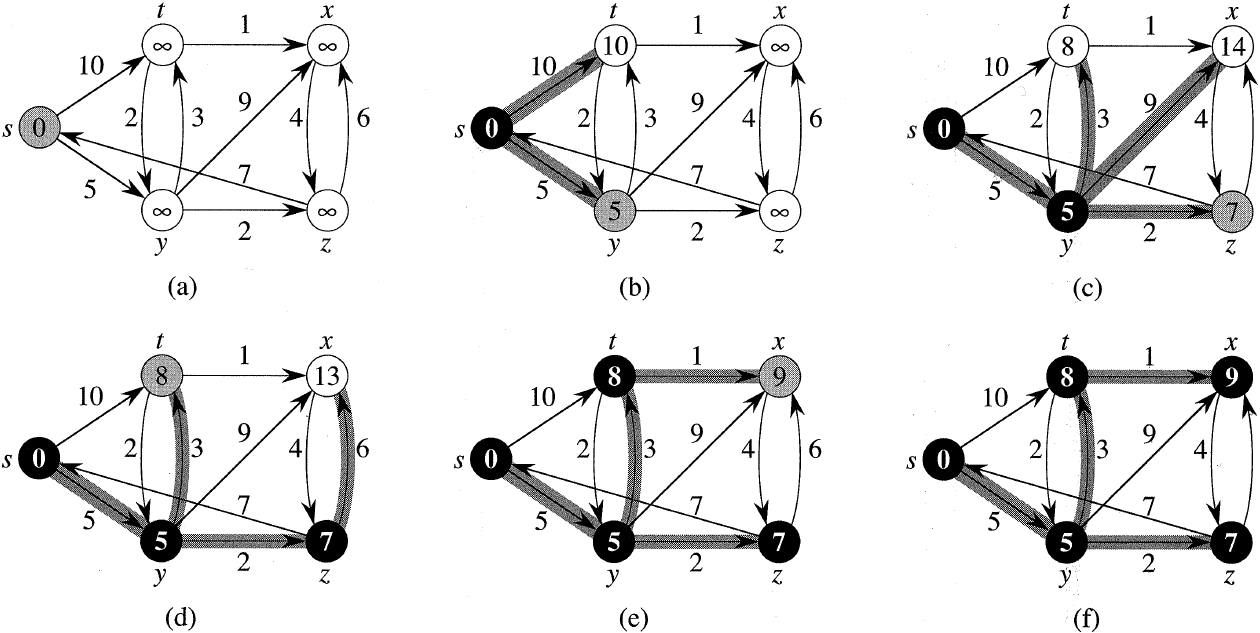 t x
1
∞ ∞
10
9
s 0 2 3 4 6
5 7
∞ ∞
2
y z
(a)
t x
1
10 ∞
10
9
s 0 2 3 4 6
5 7
5 ∞
2
y z
(b)
t x
1
8 14
10
9
s 0 2 3 4
5 7
5 7
2
y z
(c)
t x
1
8 13
10
9
s 0 2 3 4 6
5 7
5 7
2
y z
(d)
t x
1
8 9
10
9
s 0 2 3 4 6
5 7
5 7
2
y z
(e)
t x
1
8 9
10
9
s 0 2 3 4
5 7
5 7
2
y z
(f)